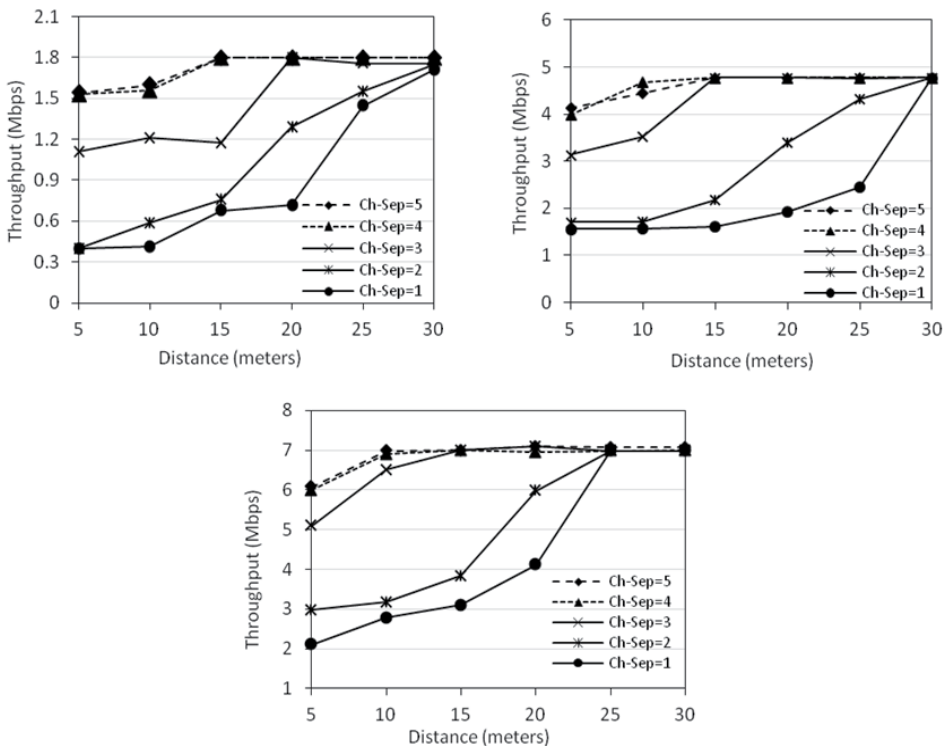 2.1
1.8
1.5
1.2
0.9
0.6
0.3
0
Throughput (Mbps)
5 10 15 20 25 30
Distance (meters)
Ch-Sep=5
Ch-Sep=4
Ch-Sep=3
Ch-Sep=2
Ch-Sep=1
6
5
4
3
2
1
0
Throughput (Mbps)
5 10 15 20 25 30
Distance (meters)
Ch-Sep=5
Ch-Sep=4
Ch-Sep=3
Ch-Sep=2
Ch-Sep=1
8
7
6
5
4
3
2
1
Throughput (Mbps)
5 10 15 20 25 30
Distance (meters)
Ch-Sep=5
Ch-Sep=4
Ch-Sep=3
Ch-Sep=2
Ch-Sep=1